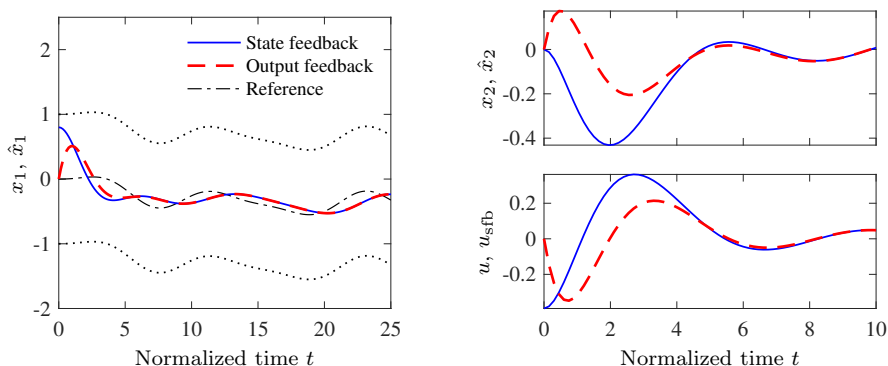 2
1
0
-1
-2
0
5
10
15
20
25
x₁, x̂₁
Normalized time t
State feedback
Output feedback
Reference
0
-0.2
-0.4
x₂, x̂₂
0.2
0
-0.2
u, u_sfb
0
2
4
6
8
10
Normalized time t